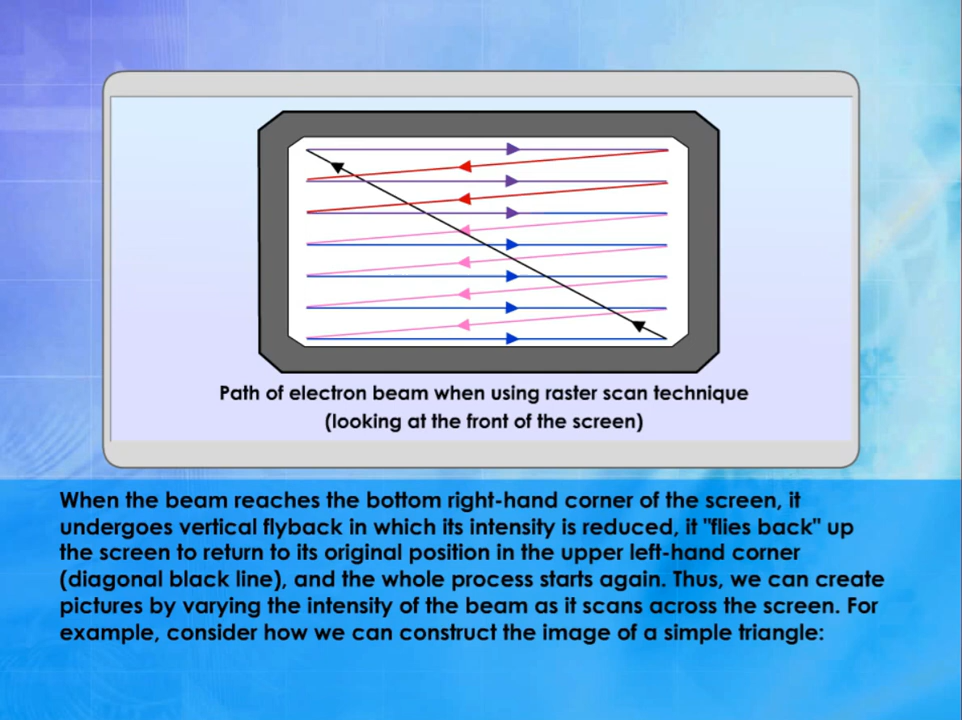 Path of electron beam when using raster scan technique
(looking at the front of the screen)
When the beam reaches the bottom right-hand corner of the screen, it
undergoes vertical flyback in which its intensity is reduced, it "flies back" up
the screen to return to its original position in the upper left-hand corner
(diagonal black line), and the whole process starts again. Thus, we can create
pictures by varying the intensity of the beam as it scans across the screen. For
example, consider how we can construct the image of a simple triangle: